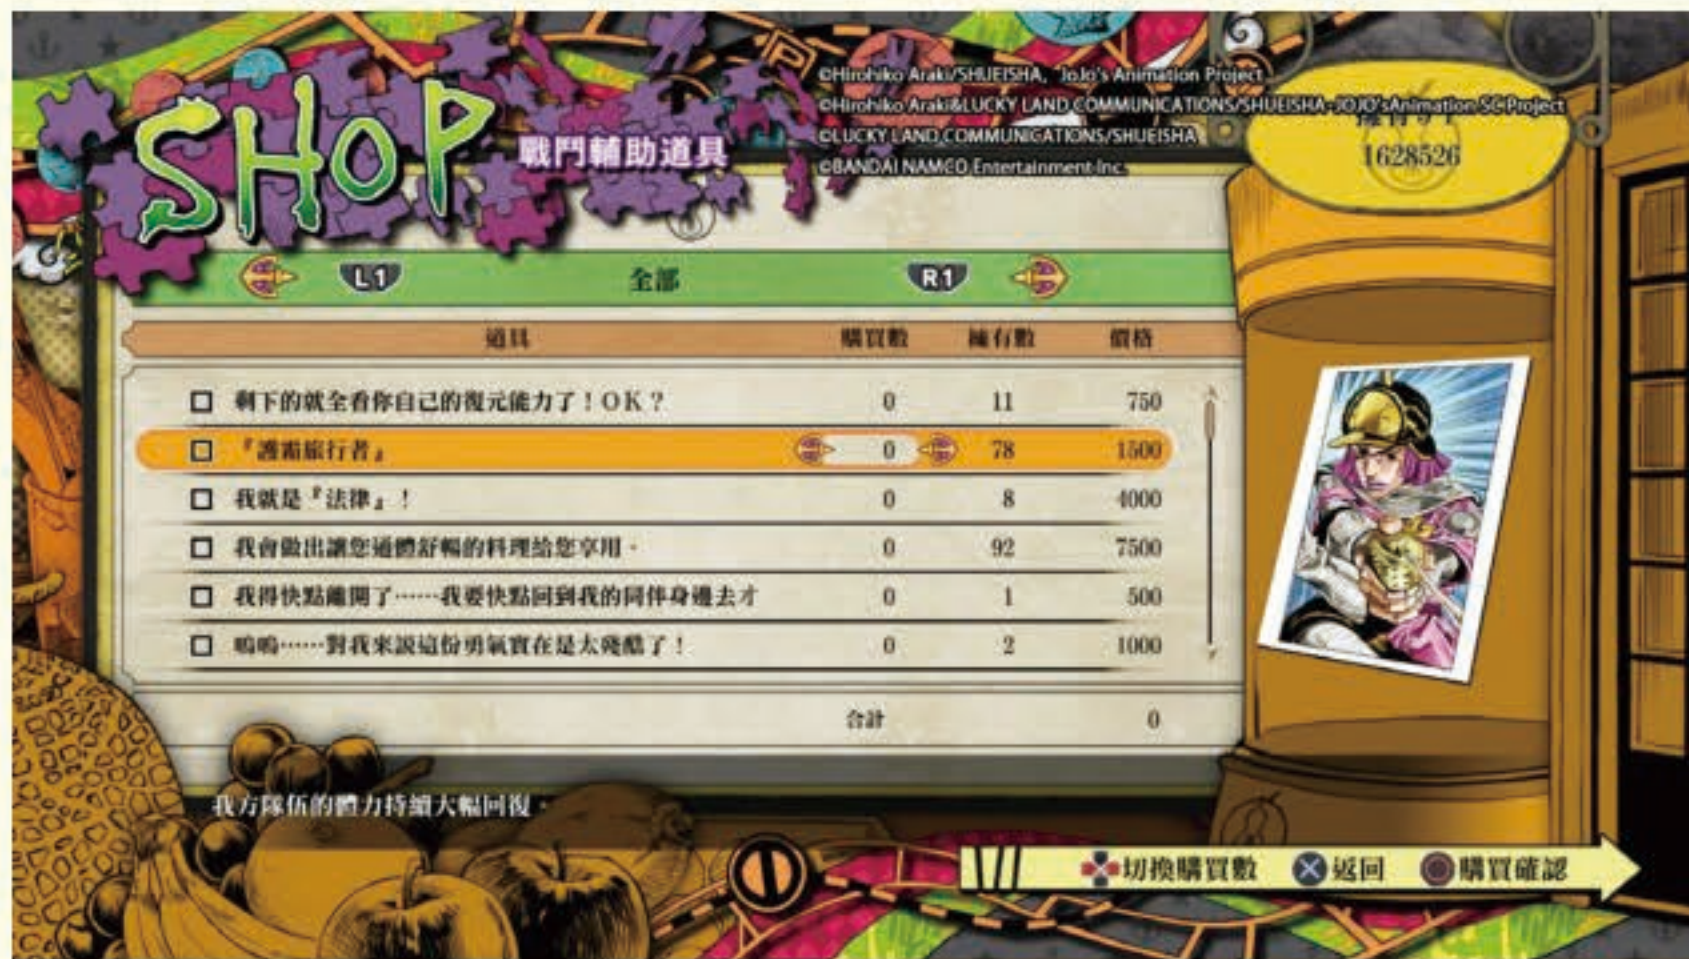 SHOP
戰鬥輔助道具
©Hirohiko Araki/SHUEISHA, JoJo's Animation Project
©Hirohiko Araki&LUCKY LAND COMMUNICATIONS/SHUEISHA・JOJO'sAnimation SC Project
©LUCKY LAND COMMUNICATIONS/SHUEISHA
©BANDAI NAMCO Entertainment Inc.
1628526
L1 全部 R1
道具 購買數 擁有數 價格
剩下的就全看你自己的復元能力了！OK？ 0 11 750
『護霜旅行者』 0 78 1500
我就是『法律』！ 0 8 4000
我會做出讓您通體舒暢的料理給您享用。 0 92 7500
我得快點離開了……我要快點回到我的同伴身邊去才 0 1 500
嗚嗚……對我來說這份勇氣實在是太殘酷了！ 0 2 1000
合計 0
我方隊伍的體力持續大幅回復。
切換購買數 返回 購買確認